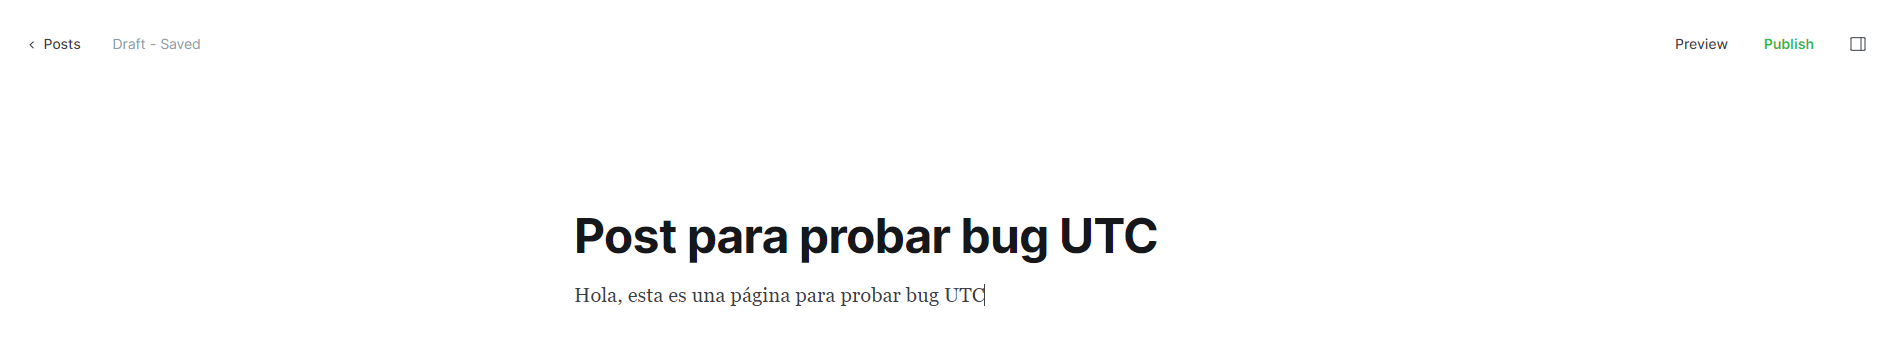 Posts Draft - Saved Preview Publish
Post para probar bug UTC
Hola, esta es una página para probar bug UTC